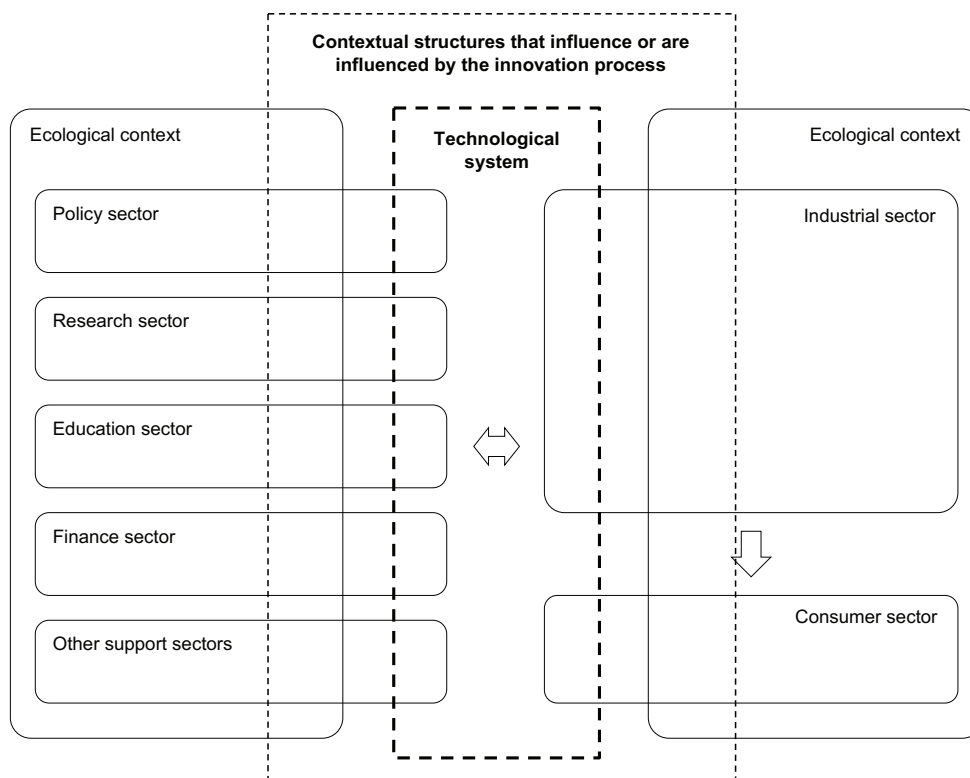 Contextual structures that influence or are
influenced by the innovation process
Ecological context
Technological
system
Ecological context
Policy sector
Industrial sector
Research sector
Education sector
Finance sector
Consumer sector
Other support sectors